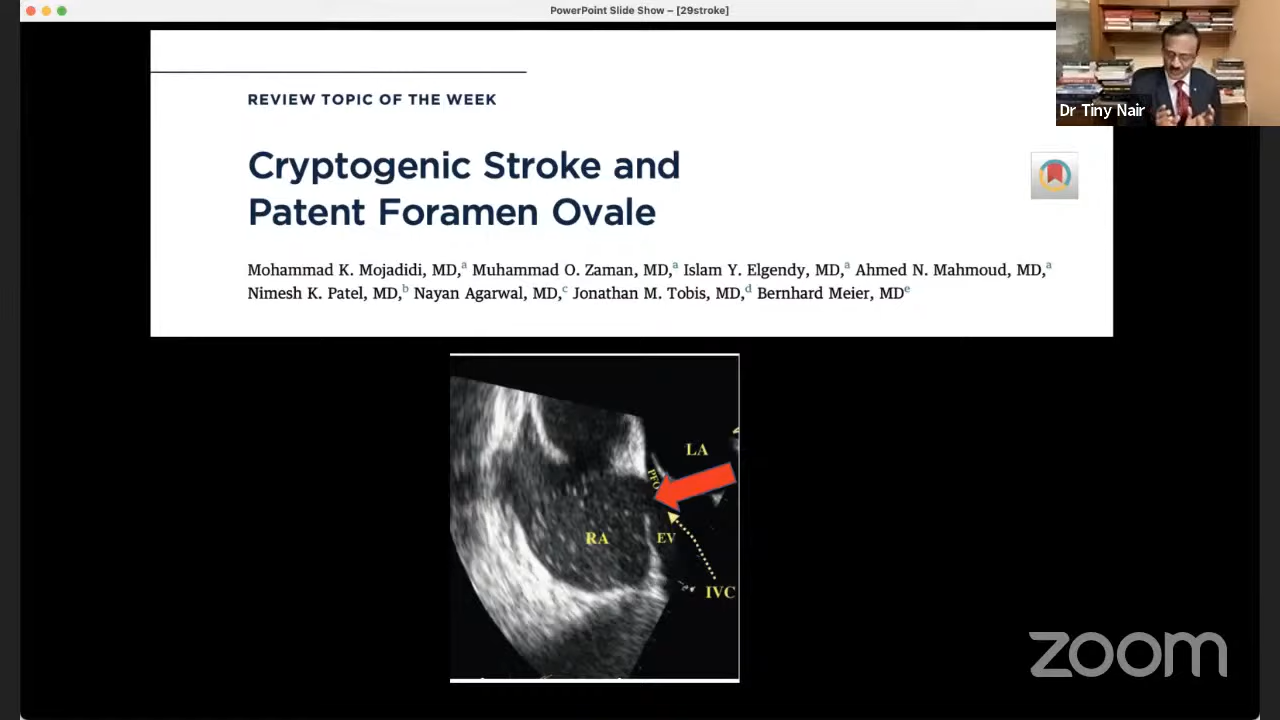 PowerPoint Slide Show – [29stroke]
Dr Tiny Nair
REVIEW TOPIC OF THE WEEK
Cryptogenic Stroke and
Patent Foramen Ovale
Mohammad K. Mojadidi, MD,ᵃ Muhammad O. Zaman, MD,ᵃ Islam Y. Elgendy, MD,ᵃ Ahmed N. Mahmoud, MD,ᵃ
Nimesh K. Patel, MD,ᵇ Nayan Agarwal, MD,ᶜ Jonathan M. Tobis, MD,ᵈ Bernhard Meier, MDᵉ
LA
PFO
RA
EV
IVC
zoom